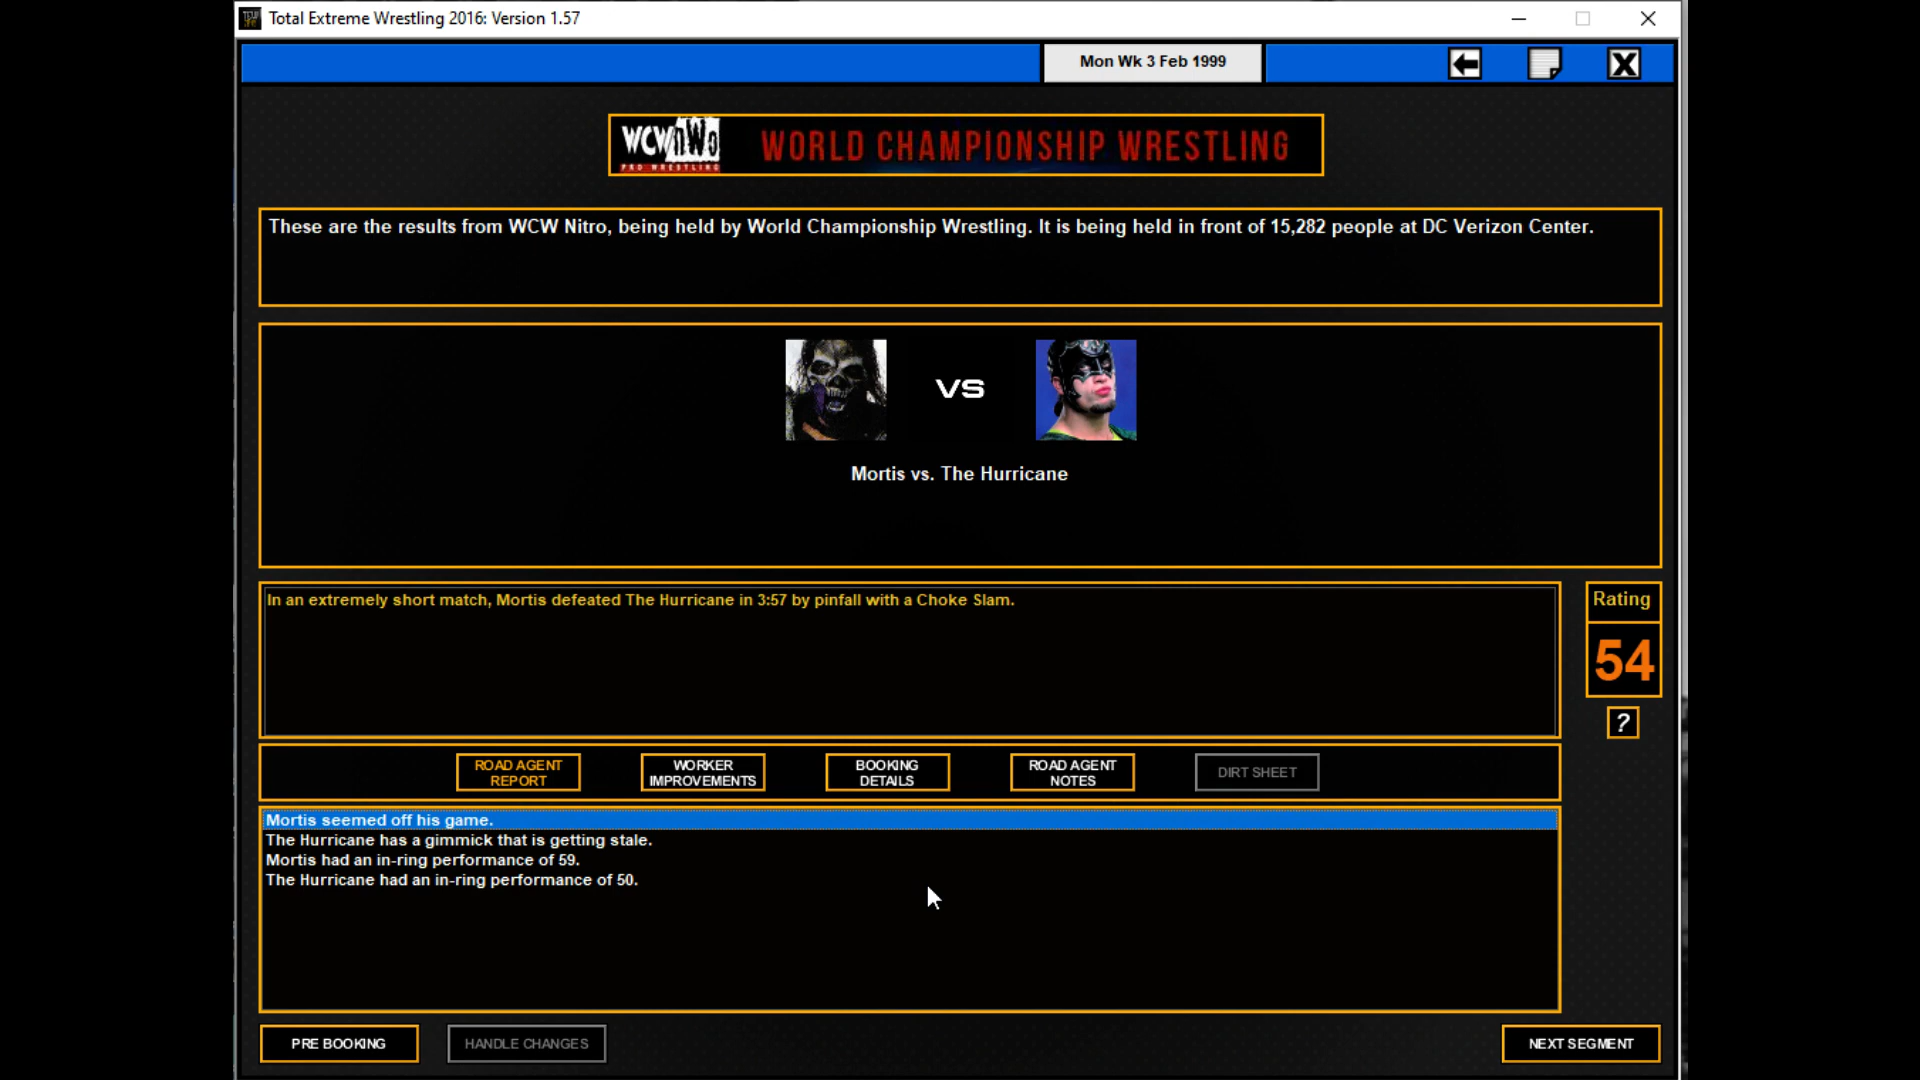 Total Extreme Wrestling 2016: Version 1.57
Mon Wk 3 Feb 1999
WCW nWo
PRO WRESTLING
WORLD CHAMPIONSHIP WRESTLING
These are the results from WCW Nitro, being held by World Championship Wrestling. It is being held in front of 15,282 people at DC Verizon Center.
VS
Mortis vs. The Hurricane
In an extremely short match, Mortis defeated The Hurricane in 3:57 by pinfall with a Choke Slam.
Rating
54
?
ROAD AGENT REPORT
WORKER IMPROVEMENTS
BOOKING DETAILS
ROAD AGENT NOTES
DIRT SHEET
Mortis seemed off his game.
The Hurricane has a gimmick that is getting stale.
Mortis had an in-ring performance of 59.
The Hurricane had an in-ring performance of 50.
PRE BOOKING
HANDLE CHANGES
NEXT SEGMENT